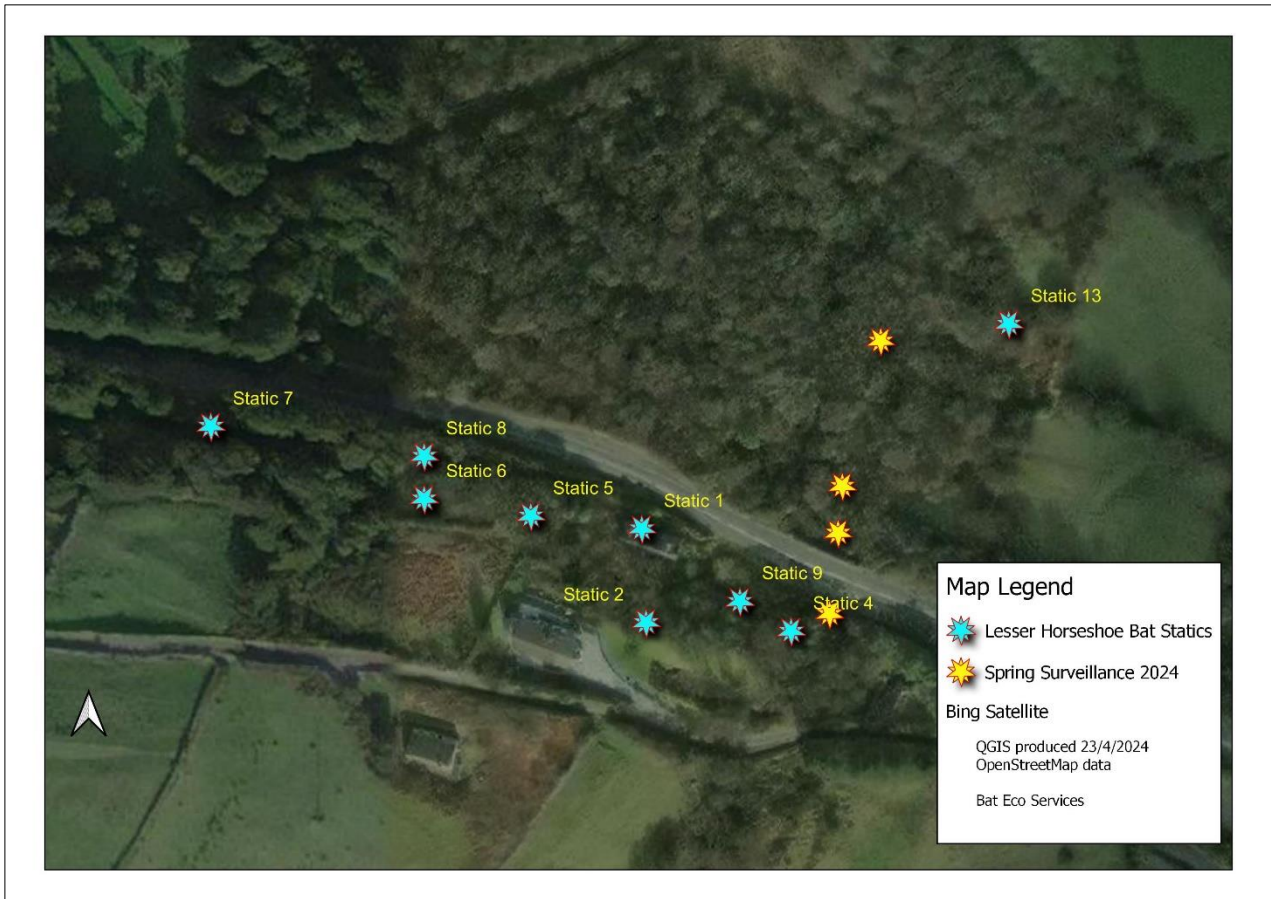 Static 13
Static 7
Static 8
Static 6
Static 5
Static 1
Static 9
Static 2
Static 4
Map Legend
Lesser Horseshoe Bat Statics
Spring Surveillance 2024
Bing Satellite
QGIS produced 23/4/2024
OpenStreetMap data
Bat Eco Services